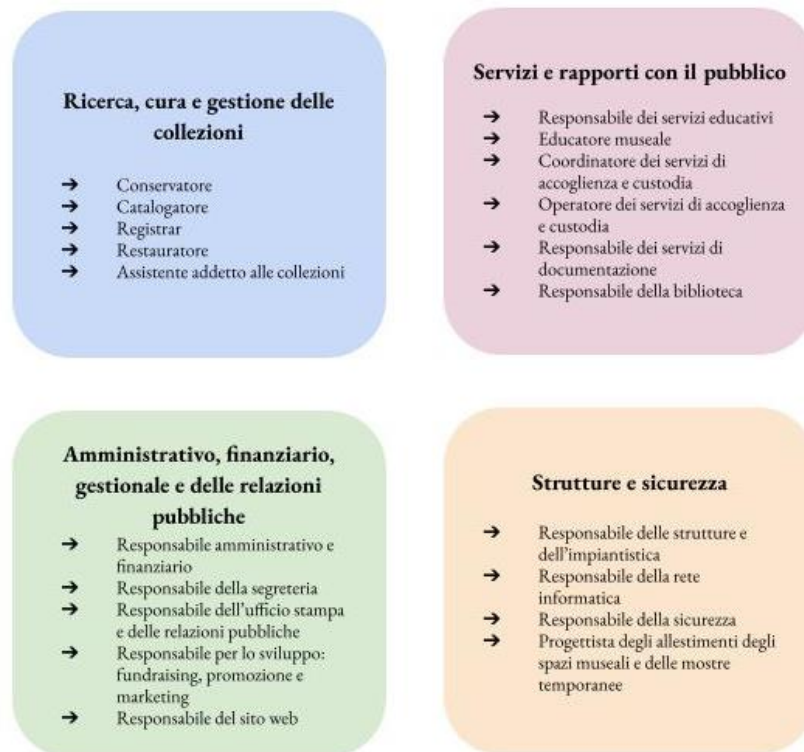 Ricerca, cura e gestione delle
collezioni
➔ Conservatore
➔ Catalogatore
➔ Registrar
➔ Restauratore
➔ Assistente addetto alle collezioni
Servizi e rapporti con il pubblico
➔ Responsabile dei servizi educativi
➔ Educatore museale
➔ Coordinatore dei servizi di
accoglienza e custodia
➔ Operatore dei servizi di accoglienza
e custodia
➔ Responsabile dei servizi di
documentazione
➔ Responsabile della biblioteca
Amministrativo, finanziario,
gestionale e delle relazioni
pubbliche
➔ Responsabile amministrativo e
finanziario
➔ Responsabile della segreteria
➔ Responsabile dell'ufficio stampa
e delle relazioni pubbliche
➔ Responsabile per lo sviluppo:
fundraising, promozione e
marketing
➔ Responsabile del sito web
Strutture e sicurezza
➔ Responsabile delle strutture e
dell'impiantistica
➔ Responsabile della rete
informatica
➔ Responsabile della sicurezza
➔ Progettista degli allestimenti degli
spazi museali e delle mostre
temporanee